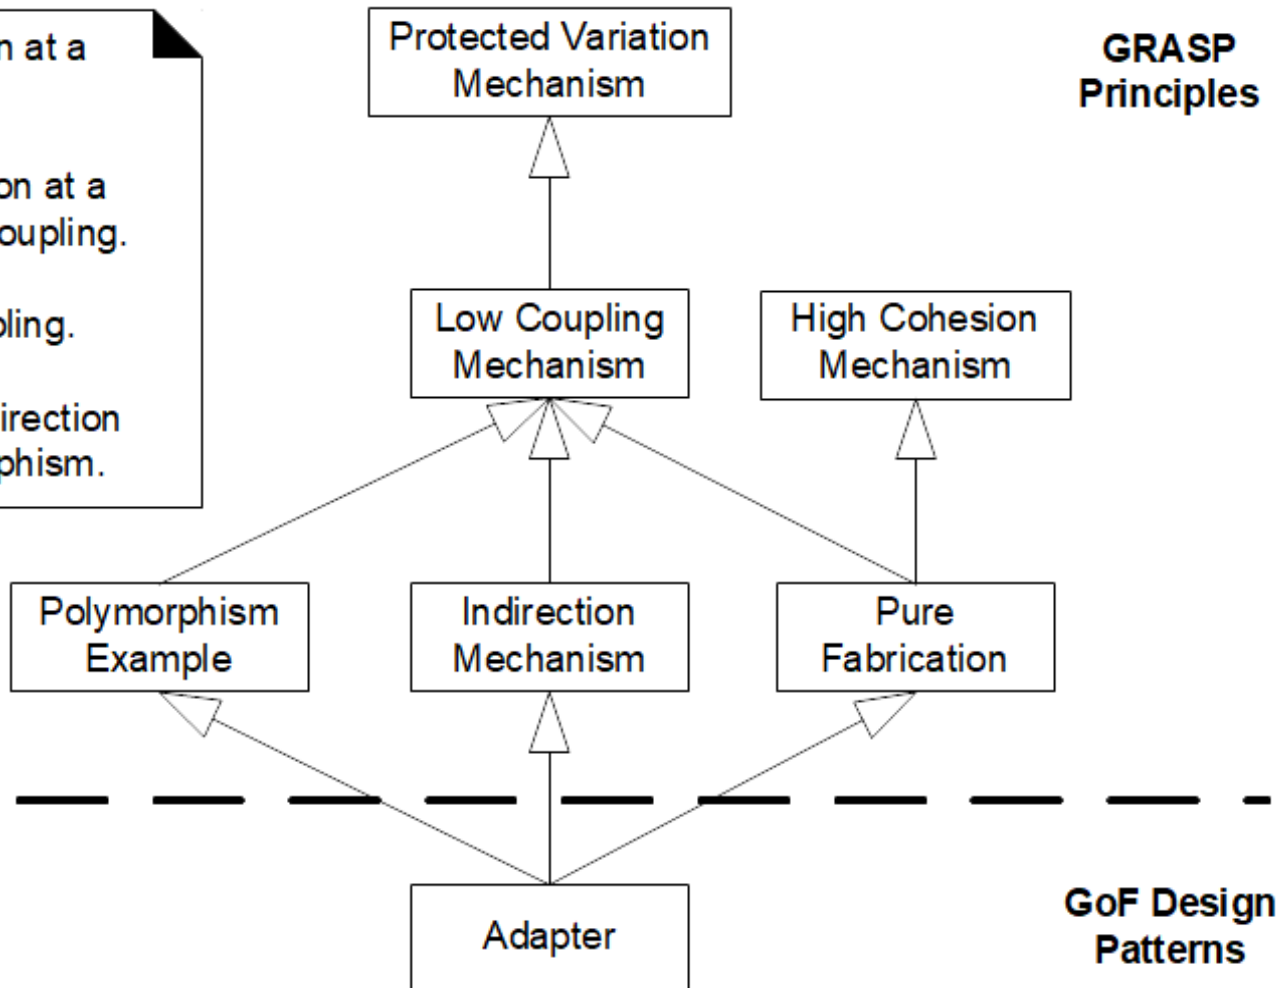 n at a
on at a
oupling.
ling.
irection
phism.
Protected Variation
Mechanism
GRASP
Principles
Low Coupling
Mechanism
High Cohesion
Mechanism
Polymorphism
Example
Indirection
Mechanism
Pure
Fabrication
Adapter
GoF Design
Patterns